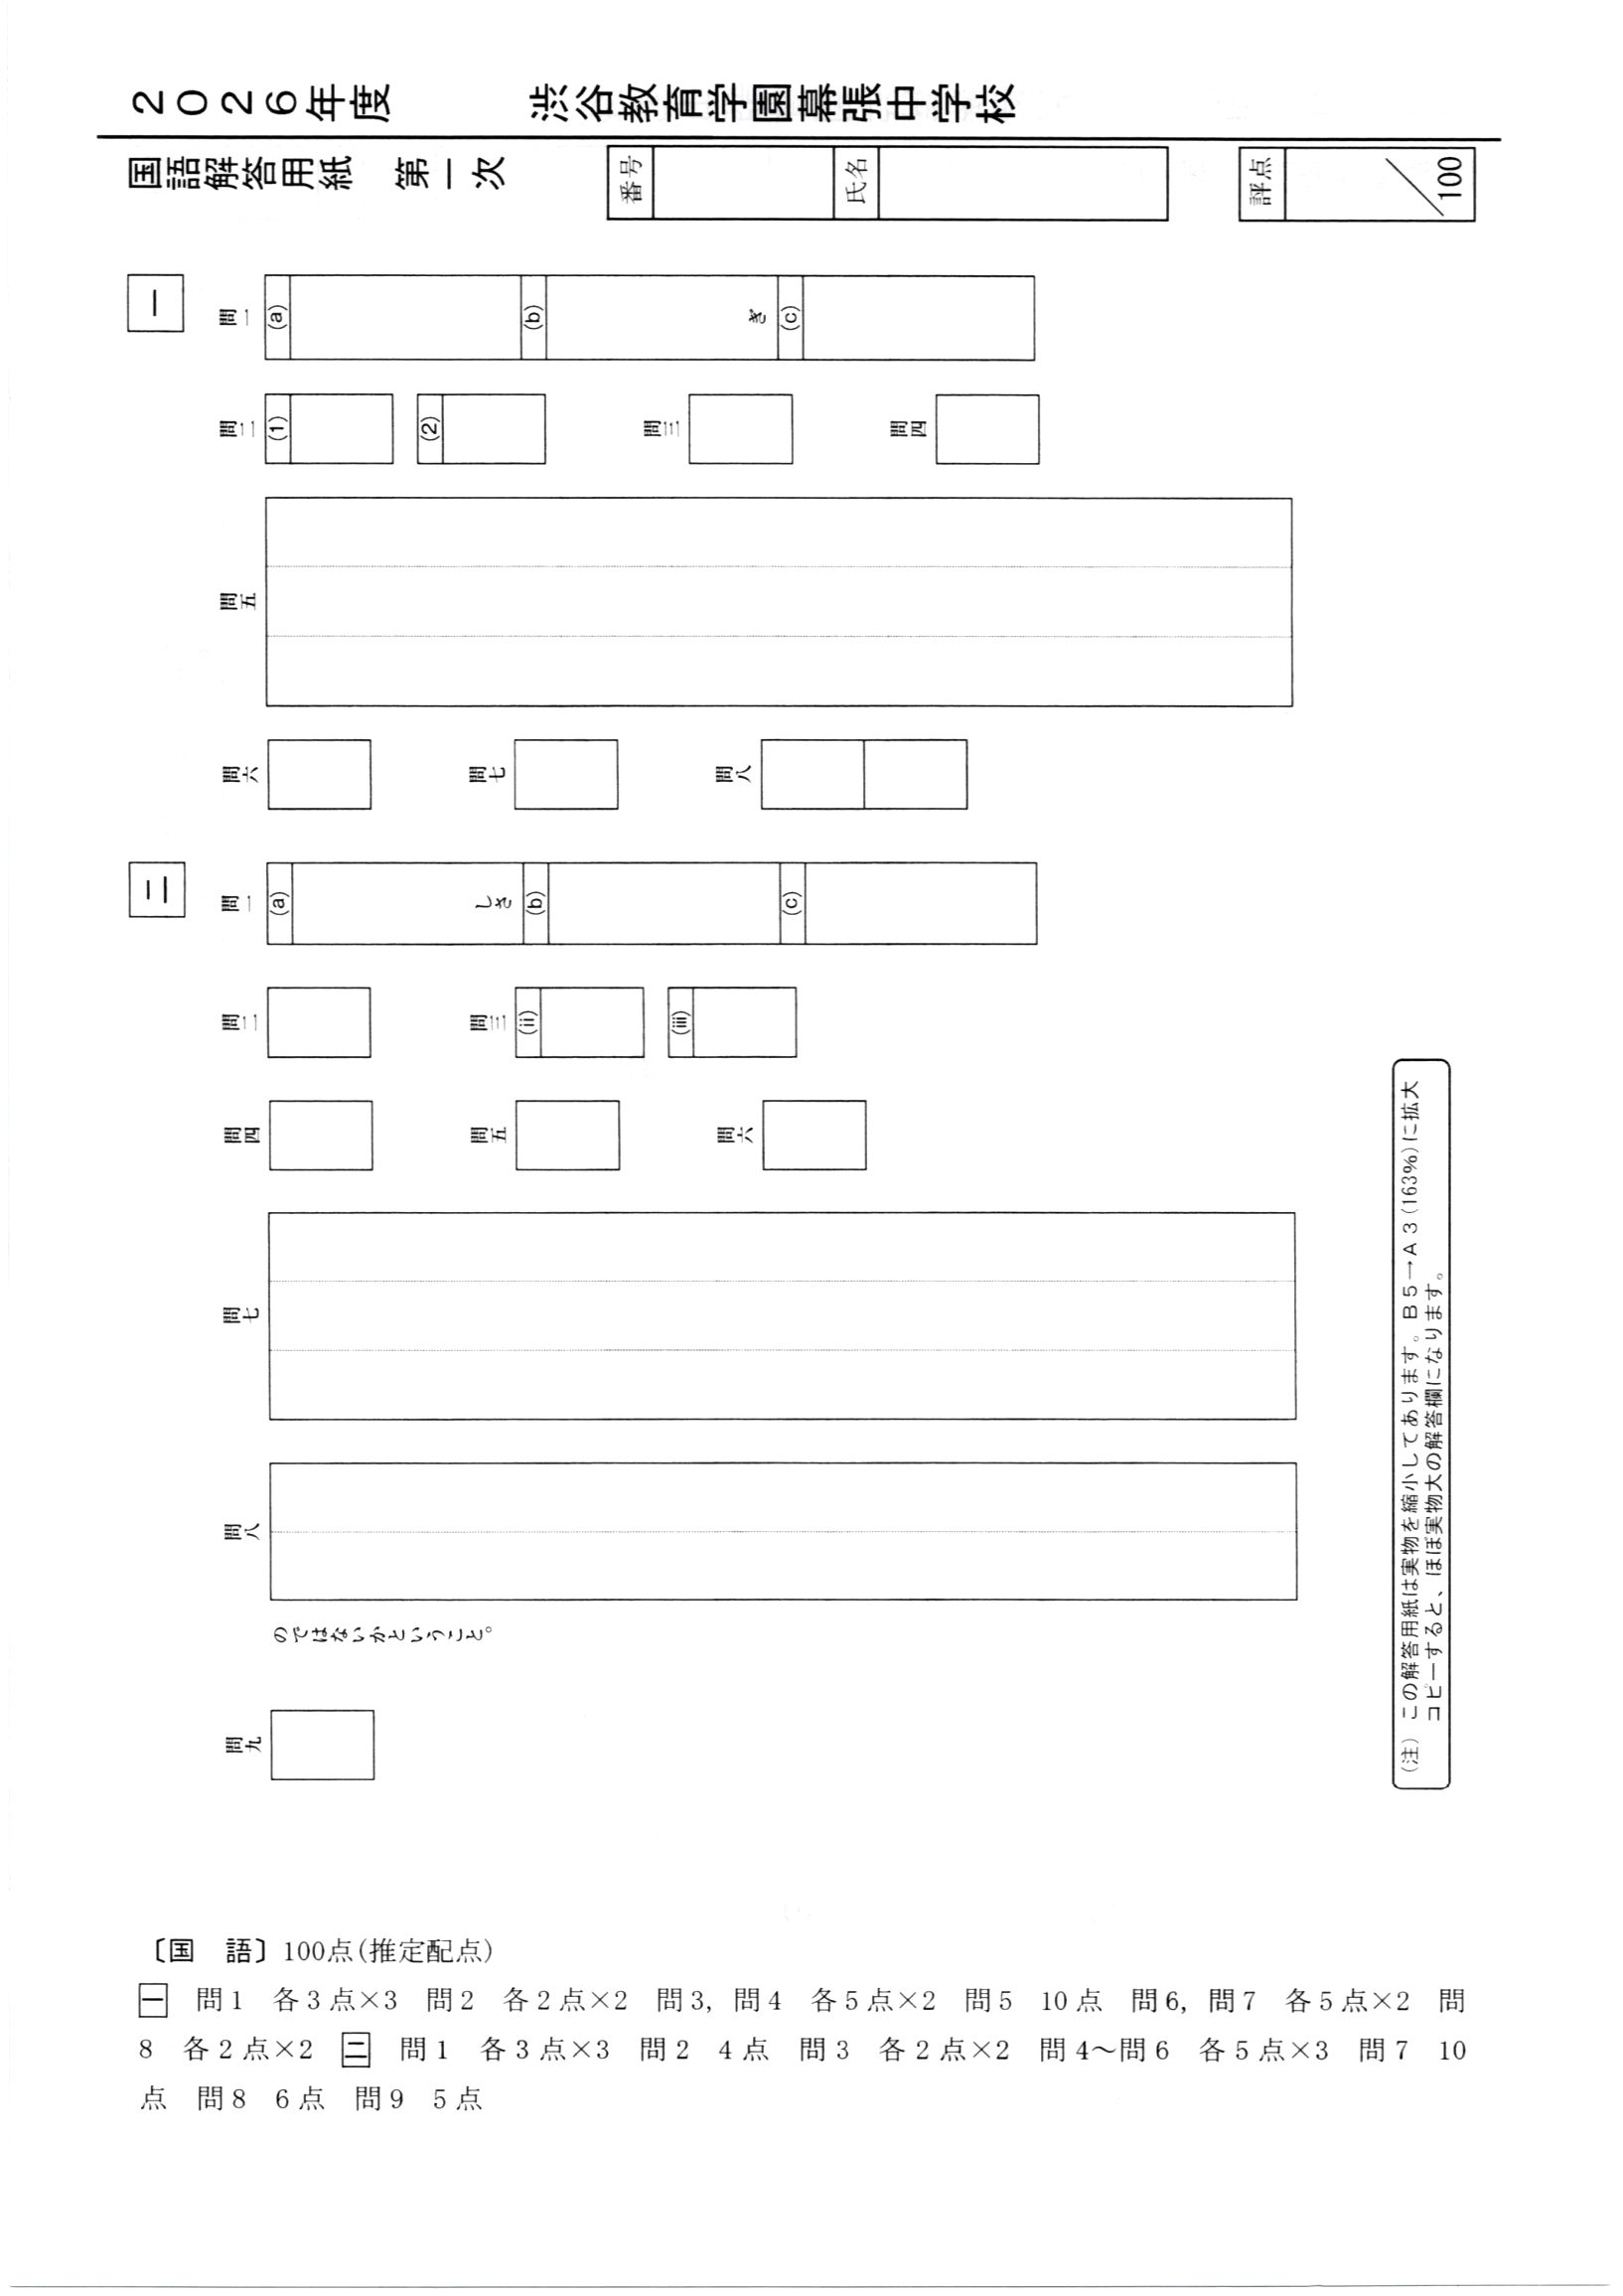 2026年度 渋谷教育学園幕張中学校
国語解答用紙 第一次
番号 氏名 評点 /100
一
問一 (a) (b) ぎ (c)
問二 (1) (2) 問三 問四
問五
問六 問七 問八
二
問一 (a) しき (b) (c)
問二 問三 (ii) (iii)
問四 問五 問六
問七
問八
のではないかということ。
問九
(注) この解答用紙は実物を縮小してあります。B5→A3(163%)に拡大
コピーすると、ほぼ実物大の解答欄になります。
〔国 語〕100点(推定配点)
一 問1 各3点×3 問2 各2点×2 問3, 問4 各5点×2 問5 10点 問6, 問7 各5点×2 問
8 各2点×2 二 問1 各3点×3 問2 4点 問3 各2点×2 問4~問6 各5点×3 問7 10
点 問8 6点 問9 5点